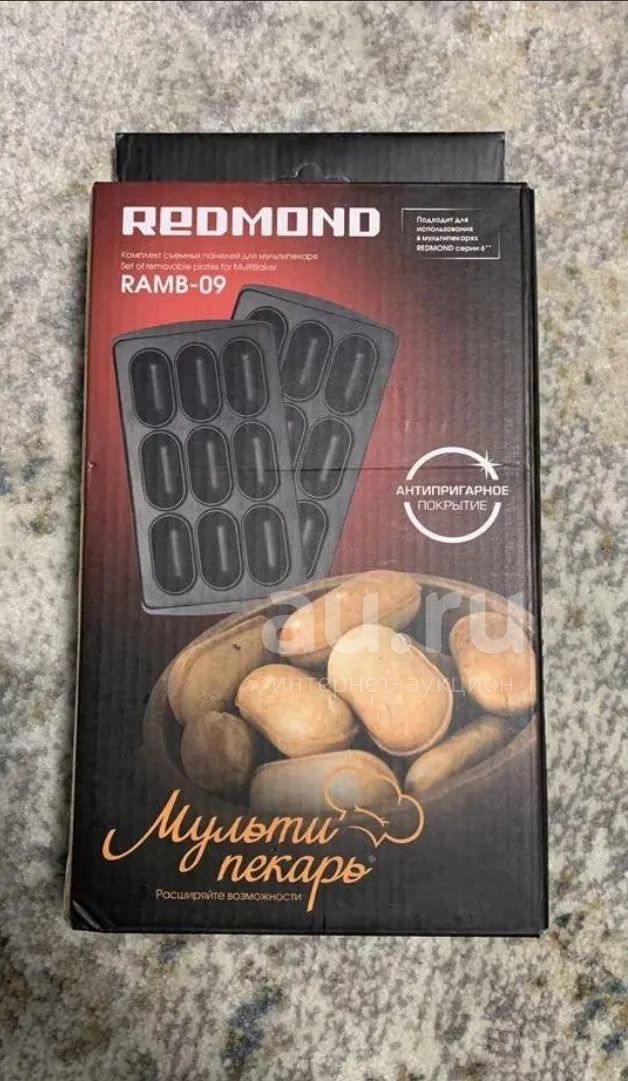 REDMOND
Подходит для
использования
в мультипекарях
REDMOND серии 6**
Комплект съемных панелей для мультипекаря
Set of removable plates for MultiBaker
RAMB-09
АНТИПРИГАРНОЕ
ПОКРЫТИЕ
au.ru
интернет-аукцион
Мульти
пекарь®
Расширяйте возможности